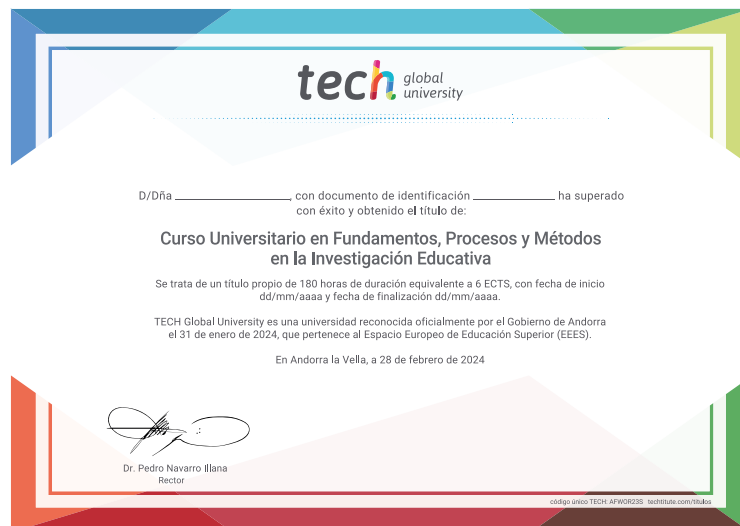 tech global university
D/Dña ____________, con documento de identificación ____________ ha superado
con éxito y obtenido el título de:
Curso Universitario en Fundamentos, Procesos y Métodos
en la Investigación Educativa
Se trata de un título propio de 180 horas de duración equivalente a 6 ECTS, con fecha de inicio
dd/mm/aaaa y fecha de finalización dd/mm/aaaa.
TECH Global University es una universidad reconocida oficialmente por el Gobierno de Andorra
el 31 de enero de 2024, que pertenece al Espacio Europeo de Educación Superior (EEES).
En Andorra la Vella, a 28 de febrero de 2024
Dr. Pedro Navarro Illana
Rector
código único TECH: AFWOR23S techtitute.com/titulos